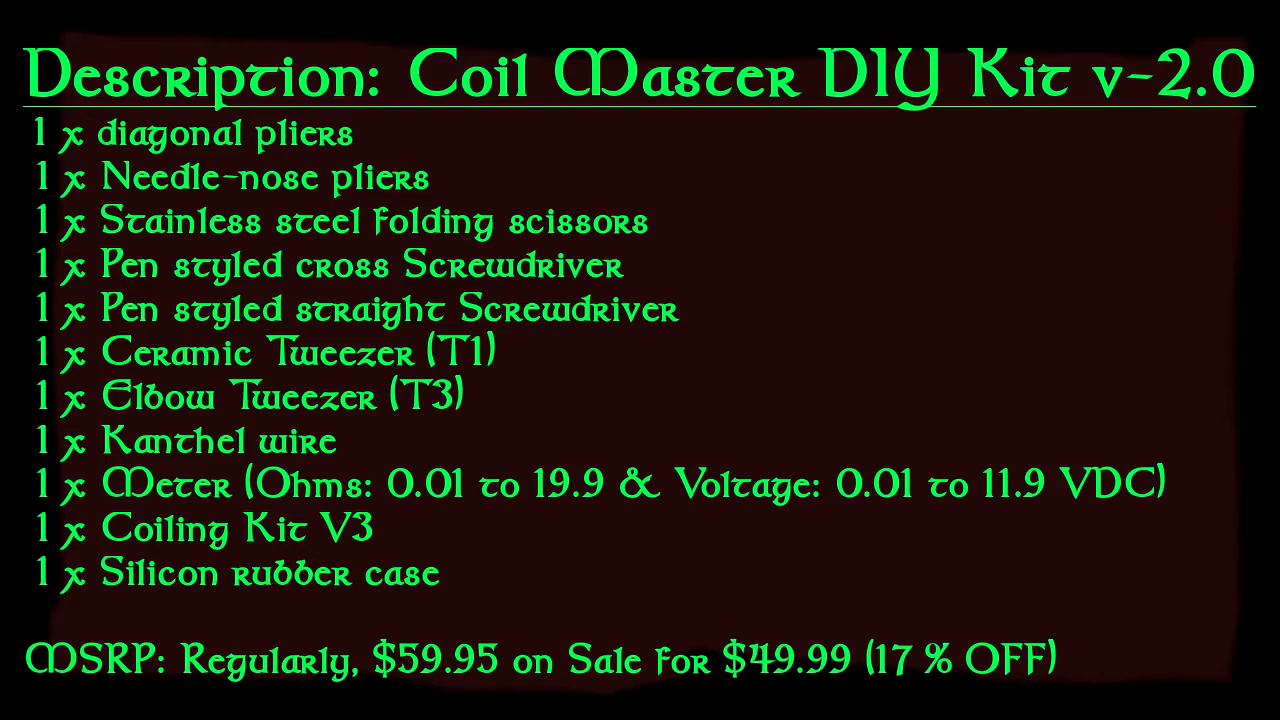 Description: Coil Master DIY Kit v-2.0
1 x diagonal pliers
1 x Needle-nose pliers
1 x Stainless steel folding scissors
1 x Pen styled cross Screwdriver
1 x Pen styled straight Screwdriver
1 x Ceramic Tweezer (T1)
1 x Elbow Tweezer (T3)
1 x Kanthel wire
1 x Meter (Ohms: 0.01 to 19.9 & Voltage: 0.01 to 11.9 VDC)
1 x Coiling Kit V3
1 x Silicon rubber case
MSRP: Regularly, $59.95 on Sale for $49.99 (17 % OFF)